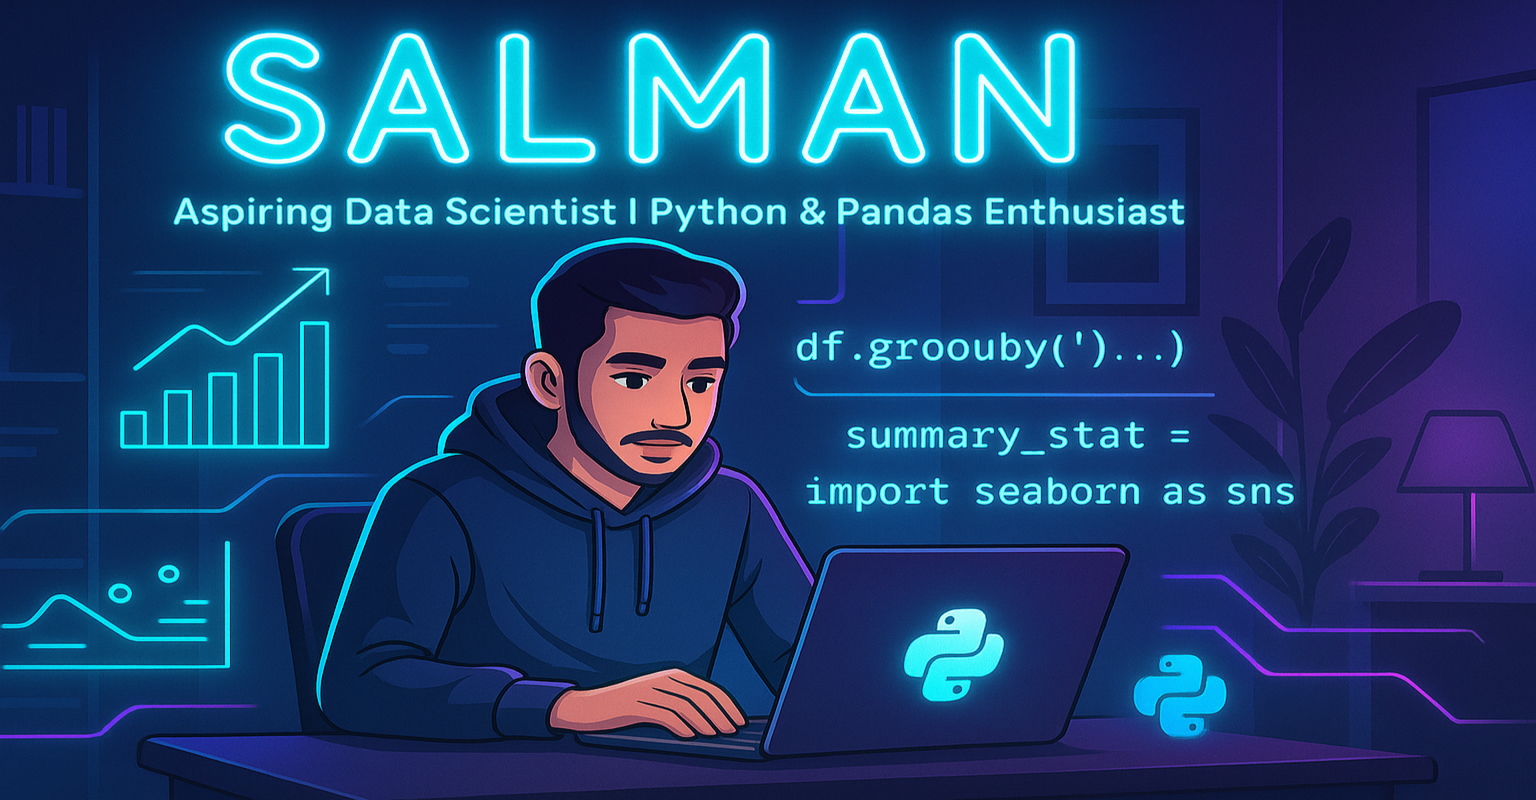 SALMAN
Aspiring Data Scientist | Python & Pandas Enthusiast
df.groouby(')...)
summary_stat =
import seaborn as sns